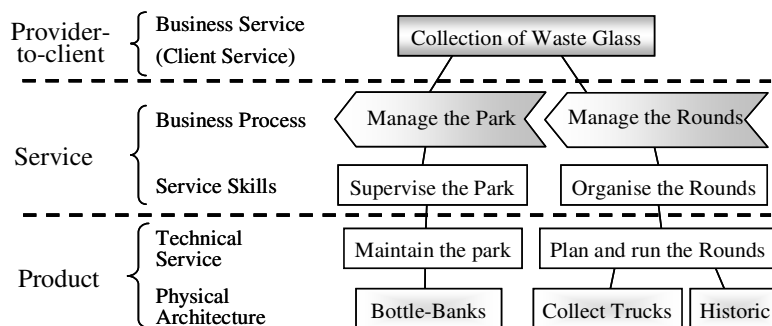 Provider-
to-client
Business Service
(Client Service)
Collection of Waste Glass
Service
Business Process
Manage the Park
Manage the Rounds
Service Skills
Supervise the Park
Organise the Rounds
Product
Technical
Service
Maintain the park
Plan and run the Rounds
Physical
Architecture
Bottle-Banks
Collect Trucks
Historic